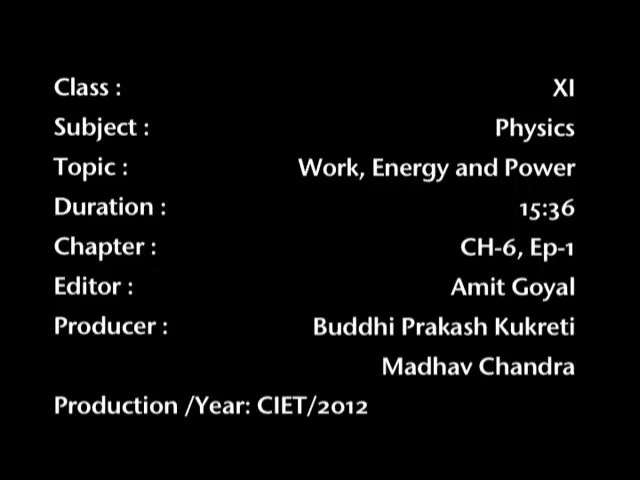 Class : XI
Subject : Physics
Topic : Work, Energy and Power
Duration : 15:36
Chapter : CH-6, Ep-1
Editor : Amit Goyal
Producer : Buddhi Prakash Kukreti
Madhav Chandra
Production /Year: CIET/2012